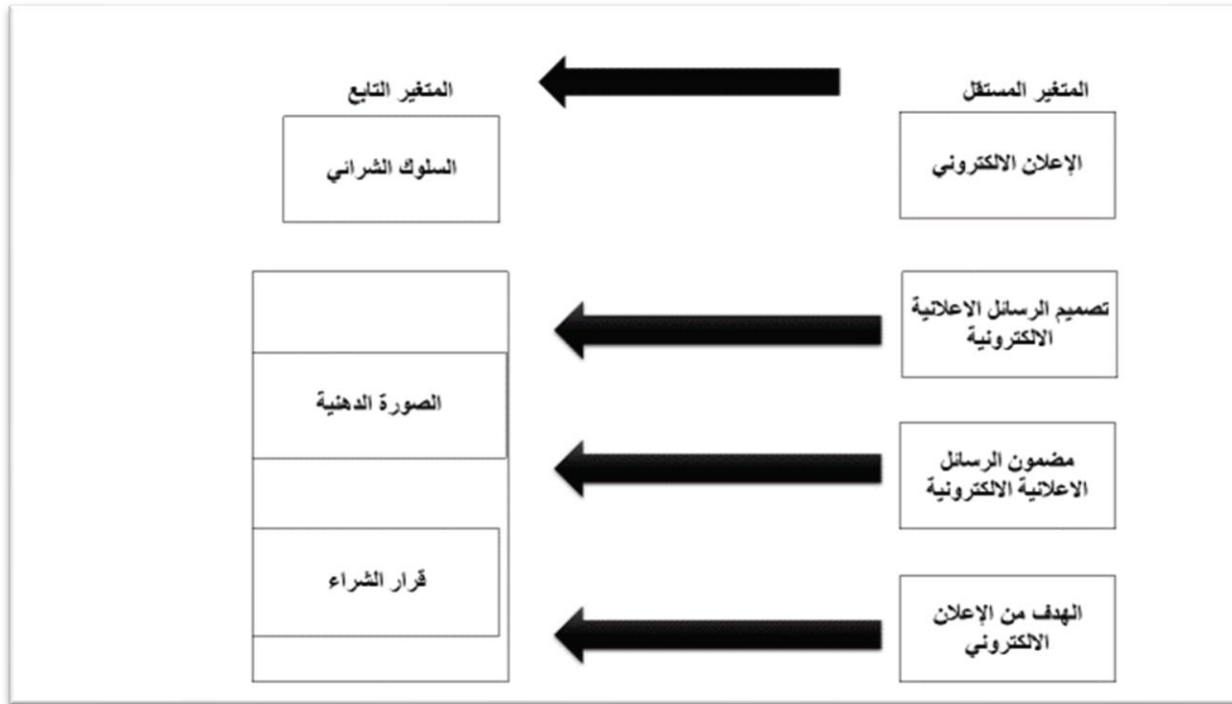 المتغير المستقل
المتغير التابع
الإعلان الالكتروني
السلوك الشرائي
تصميم الرسائل الاعلانية
الالكترونية
الصورة الدهنية
مضمون الرسائل
الاعلانية الالكترونية
قرار الشراء
الهدف من الإعلان
الالكتروني